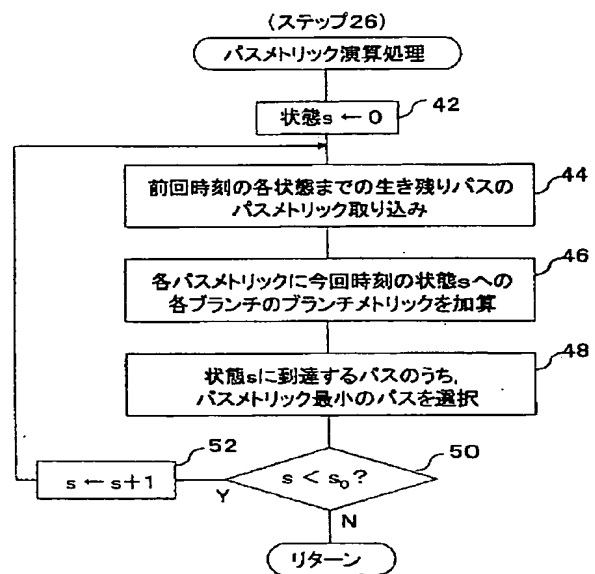 (ステップ26)
パスメトリック演算処理
状態s ← 0
42
前回時刻の各状態までの生き残りパスの
パスメトリック取り込み
44
各パスメトリックに今回時刻の状態sへの
各ブランチのブランチメトリックを加算
46
状態sに到達するパスのうち,
パスメトリック最小のパスを選択
48
s < s₀?
50
Y
s ← s+1
52
N
リターン